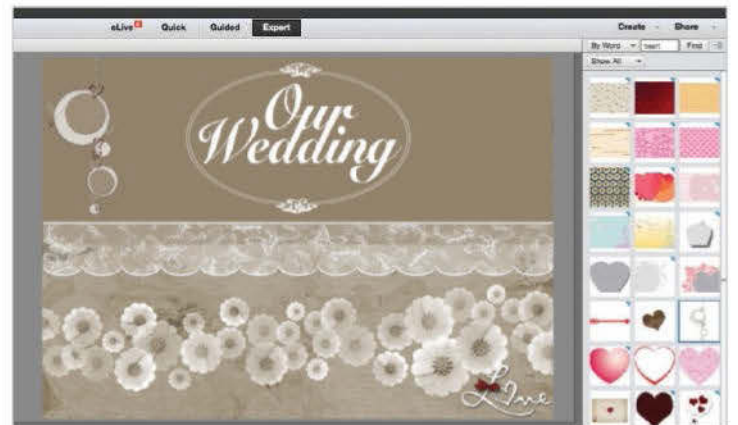 eLive Quick Guided Expert Create Share
By Word heart Find
Show All
Our
Wedding
Love